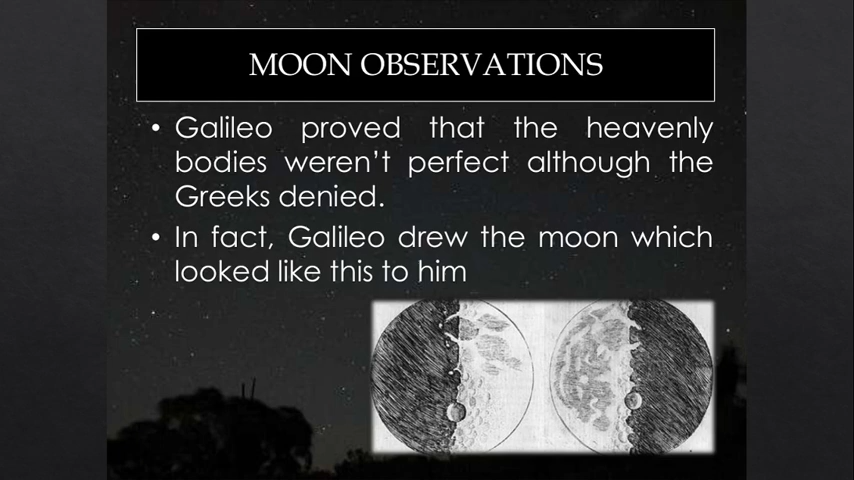 MOON OBSERVATIONS
• Galileo proved that the heavenly
bodies weren’t perfect although the
Greeks denied.
• In fact, Galileo drew the moon which
looked like this to him